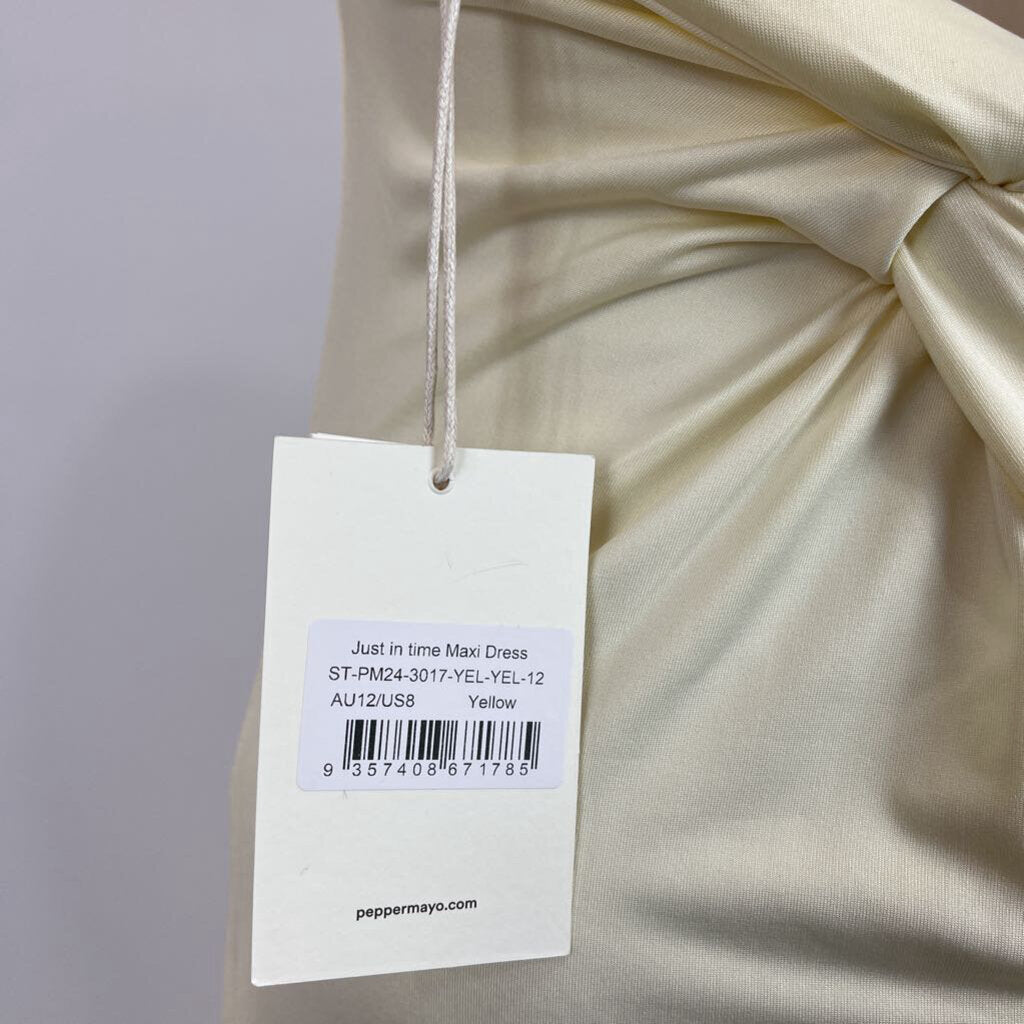 Just in time Maxi Dress
ST-PM24-3017-YEL-YEL-12
AU12/US8 Yellow
9 357408 671785
peppermayo.com